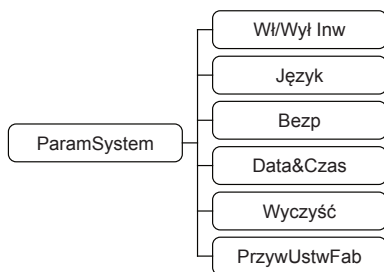 Wł/Wył Inw
Język
Bezp
ParamSystem
Data&Czas
Wyczyść
PrzywUstwFab